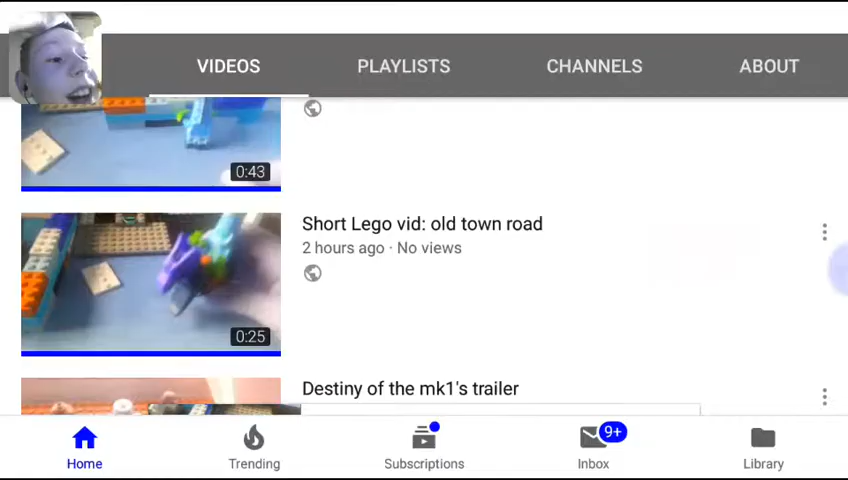 VIDEOS PLAYLISTS CHANNELS ABOUT
0:43
Short Lego vid: old town road
2 hours ago · No views
0:25
Destiny of the mk1's trailer
9+
Home Trending Subscriptions Inbox Library